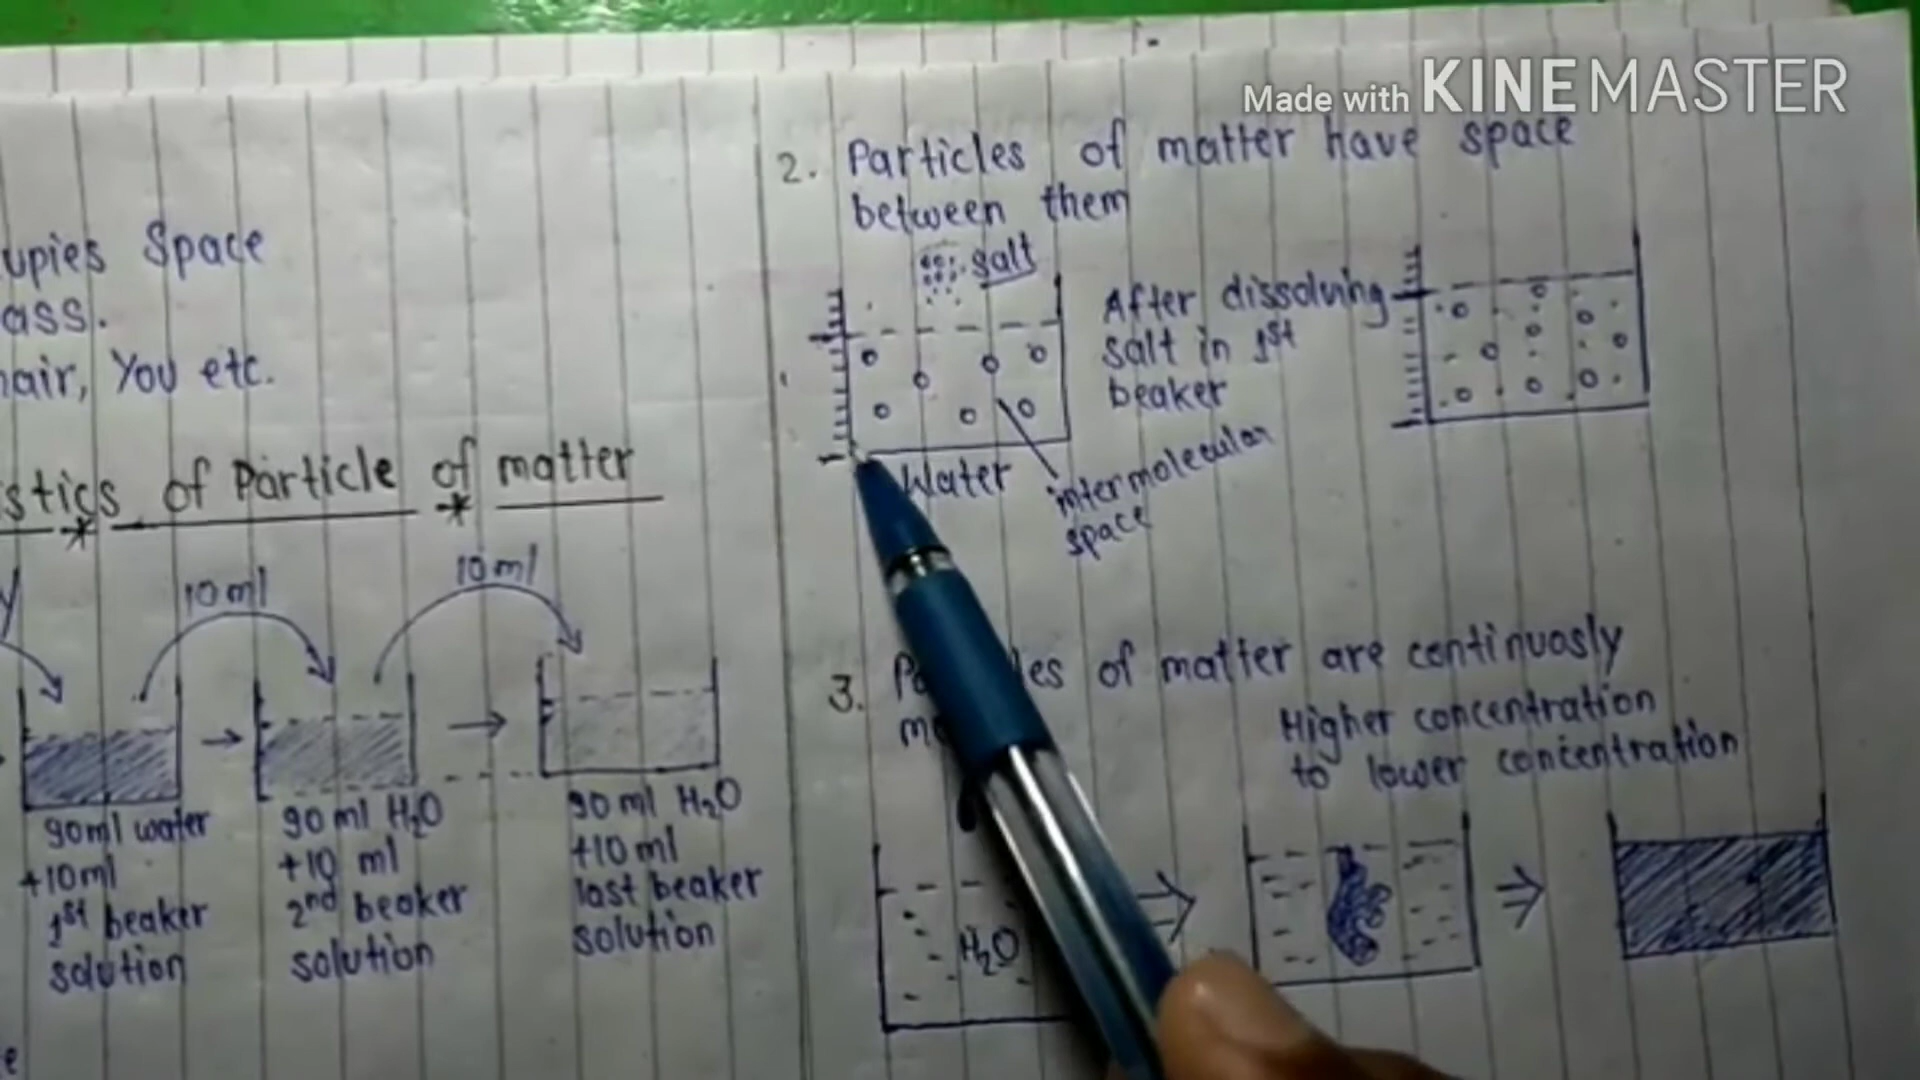 Made with KINEMASTER
upies Space
ass.
hair, You etc.
stics of Particle of matter
10 ml
10 ml
90ml water
+10ml
1st beaker
solution
90 ml H2O
+10 ml
2nd beaker
solution
90 ml H2O
+10 ml
last beaker
solution
2. Particles of matter have space
between them
salt
After dissolving
salt in 1st
beaker
Water
intermolecular
space
3. les of matter are continuosly
Higher concentration
to lower concentration
H2O